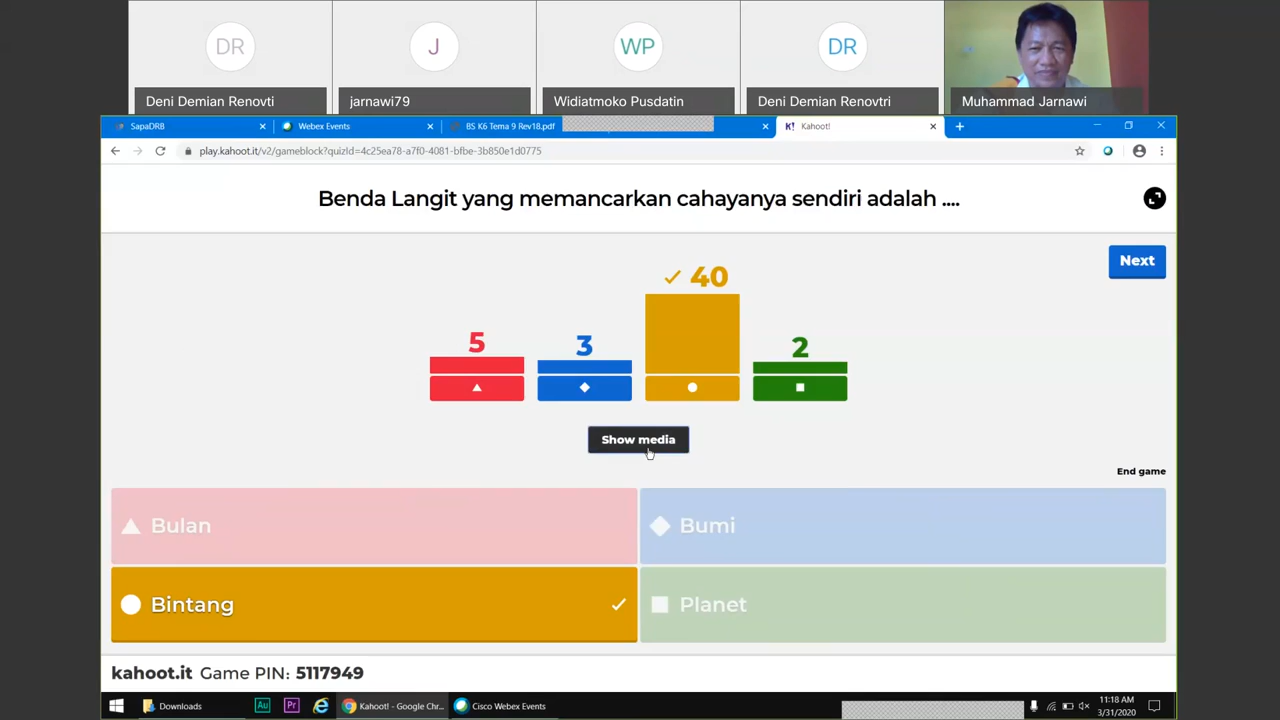 DR
J
WP
DR
Deni Demian Renovti
jarnawi79
Widiatmoko Pusdatin
Deni Demian Renovtri
Muhammad Jarnawi
SapaDRB
Webex Events
BS K6 Tema 9 Rev18.pdf
K! Kahoot!
play.kahoot.it/v2/gameblock?quizId=4c25ea78-a7f0-4081-bfbe-3b850e1d0775
Benda Langit yang memancarkan cahayanya sendiri adalah ....
Next
40
5
3
2
Show media
End game
Bulan
Bumi
Bintang
Planet
kahoot.it Game PIN: 5117949
Downloads
Au
Pr
Kahoot! - Google Chr...
Cisco Webex Events
11:18 AM
3/31/2020